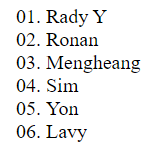 01. Rady Y
02. Ronan
03. Mengheang
04. Sim
05. Yon
06. Lavy